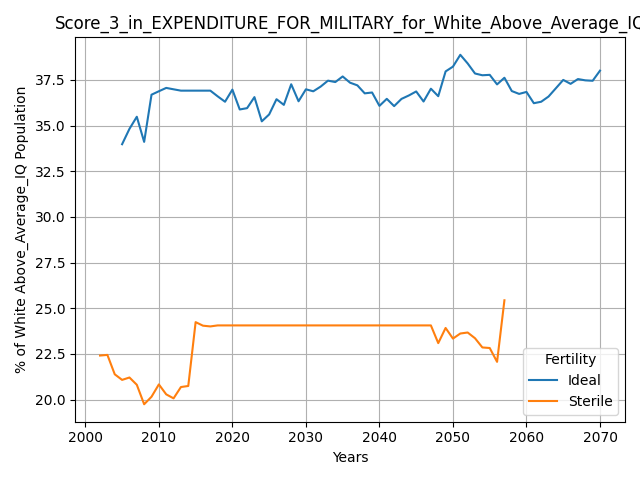 Score_3_in_EXPENDITURE_FOR_MILITARY_for_White_Above_Average_IQ
% of White Above_Average_IQ Population
37.5
35.0
32.5
30.0
27.5
25.0
22.5
20.0
Fertility
Ideal
Sterile
2000 2010 2020 2030 2040 2050 2060 2070
Years